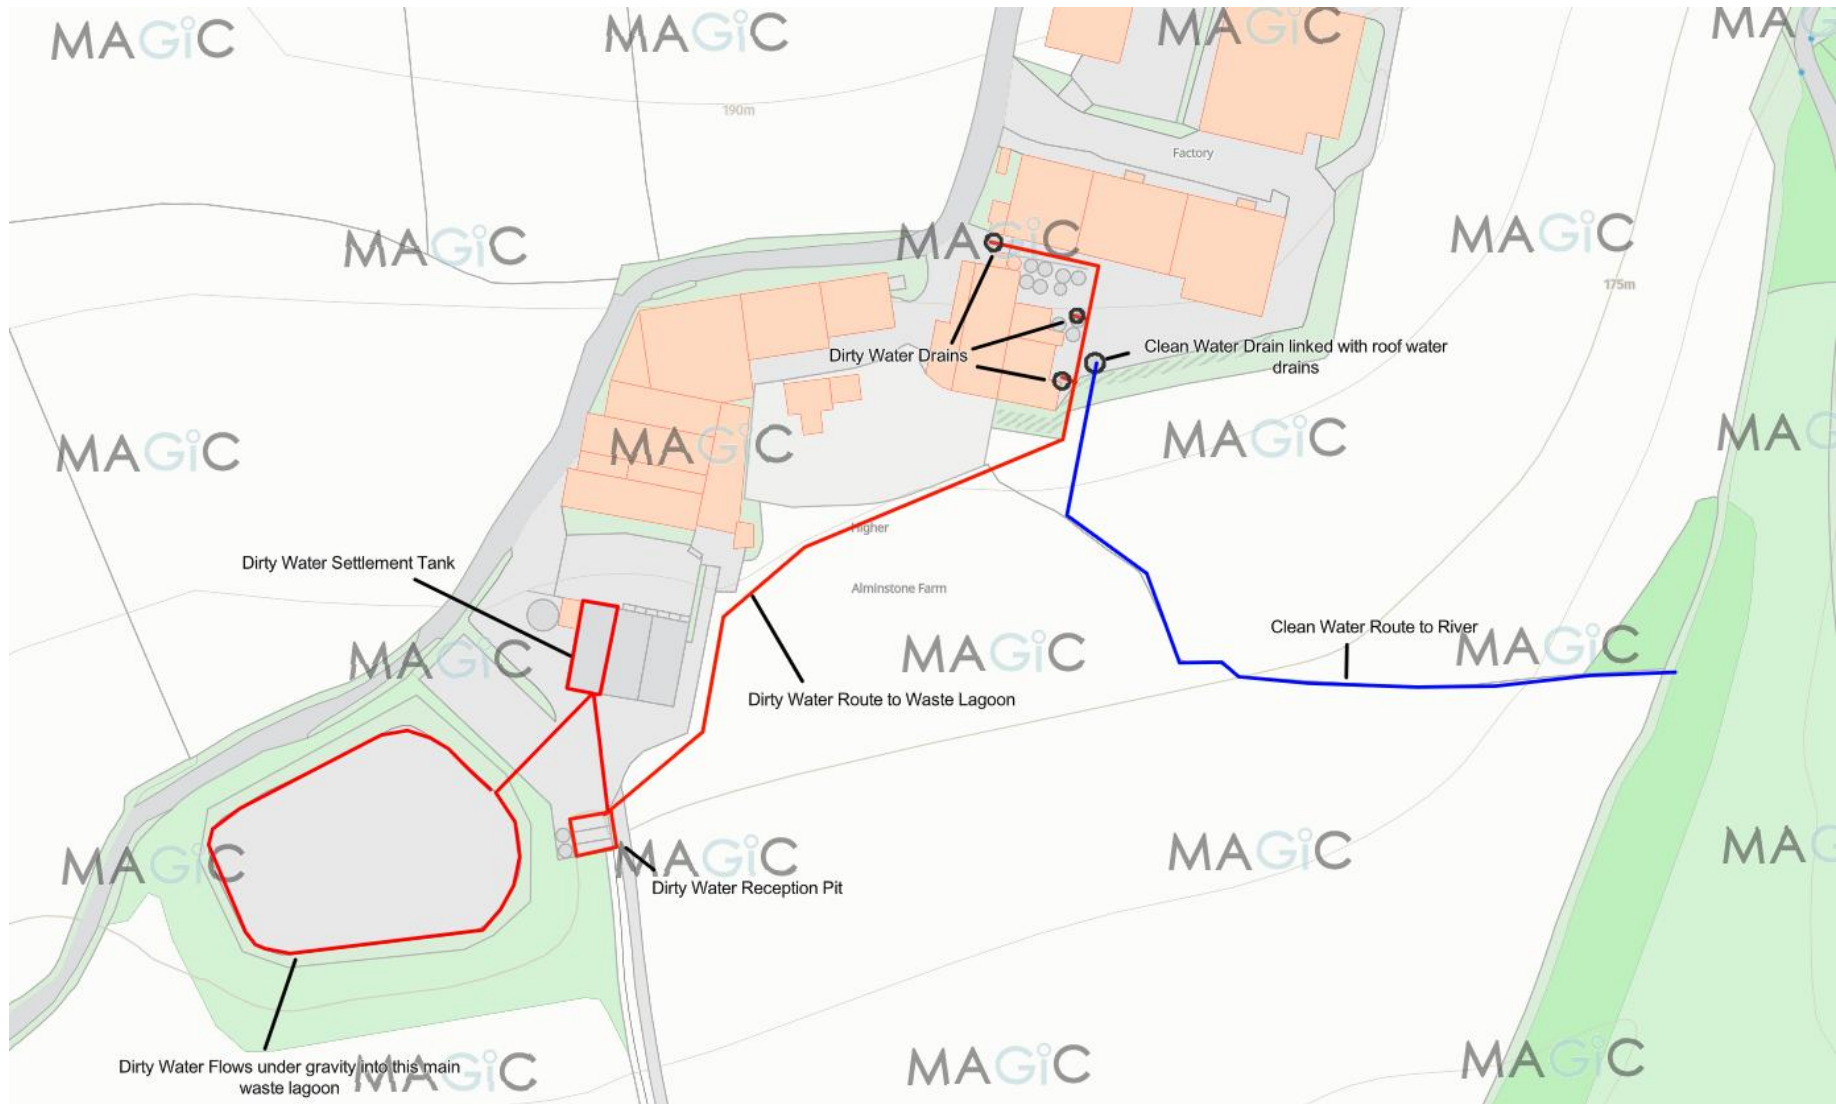 MAGiC
MAGiC
MAGiC
MAG
190m
Factory
MAGiC
MAGiC
MAGiC
175m
Dirty Water Drains
Clean Water Drain linked with roof water
drains
MAGiC
MAGiC
MAGiC
MAG
Higher
Dirty Water Settlement Tank
Alminstone Farm
Clean Water Route to River
MAGiC
MAGiC
MAGiC
Dirty Water Route to Waste Lagoon
MAGiC
MAGiC
MAGiC
MAG
Dirty Water Reception Pit
Dirty Water Flows under gravity into this main
waste lagoon
MAGiC
MAGiC
MAGiC